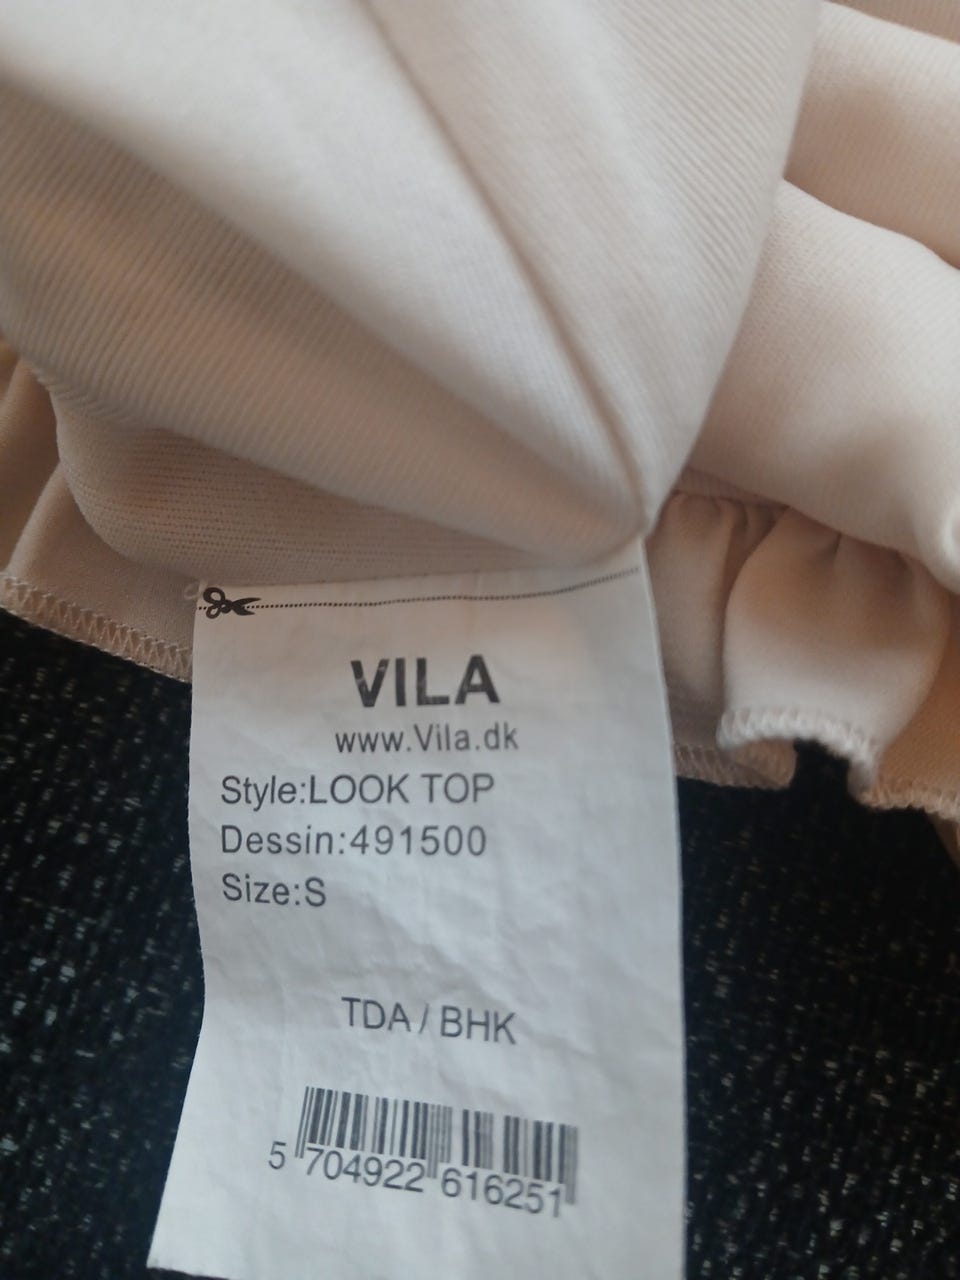 VILA
www.Vila.dk
Style:LOOK TOP
Dessin:491500
Size:S
TDA / BHK
5 704922 616251